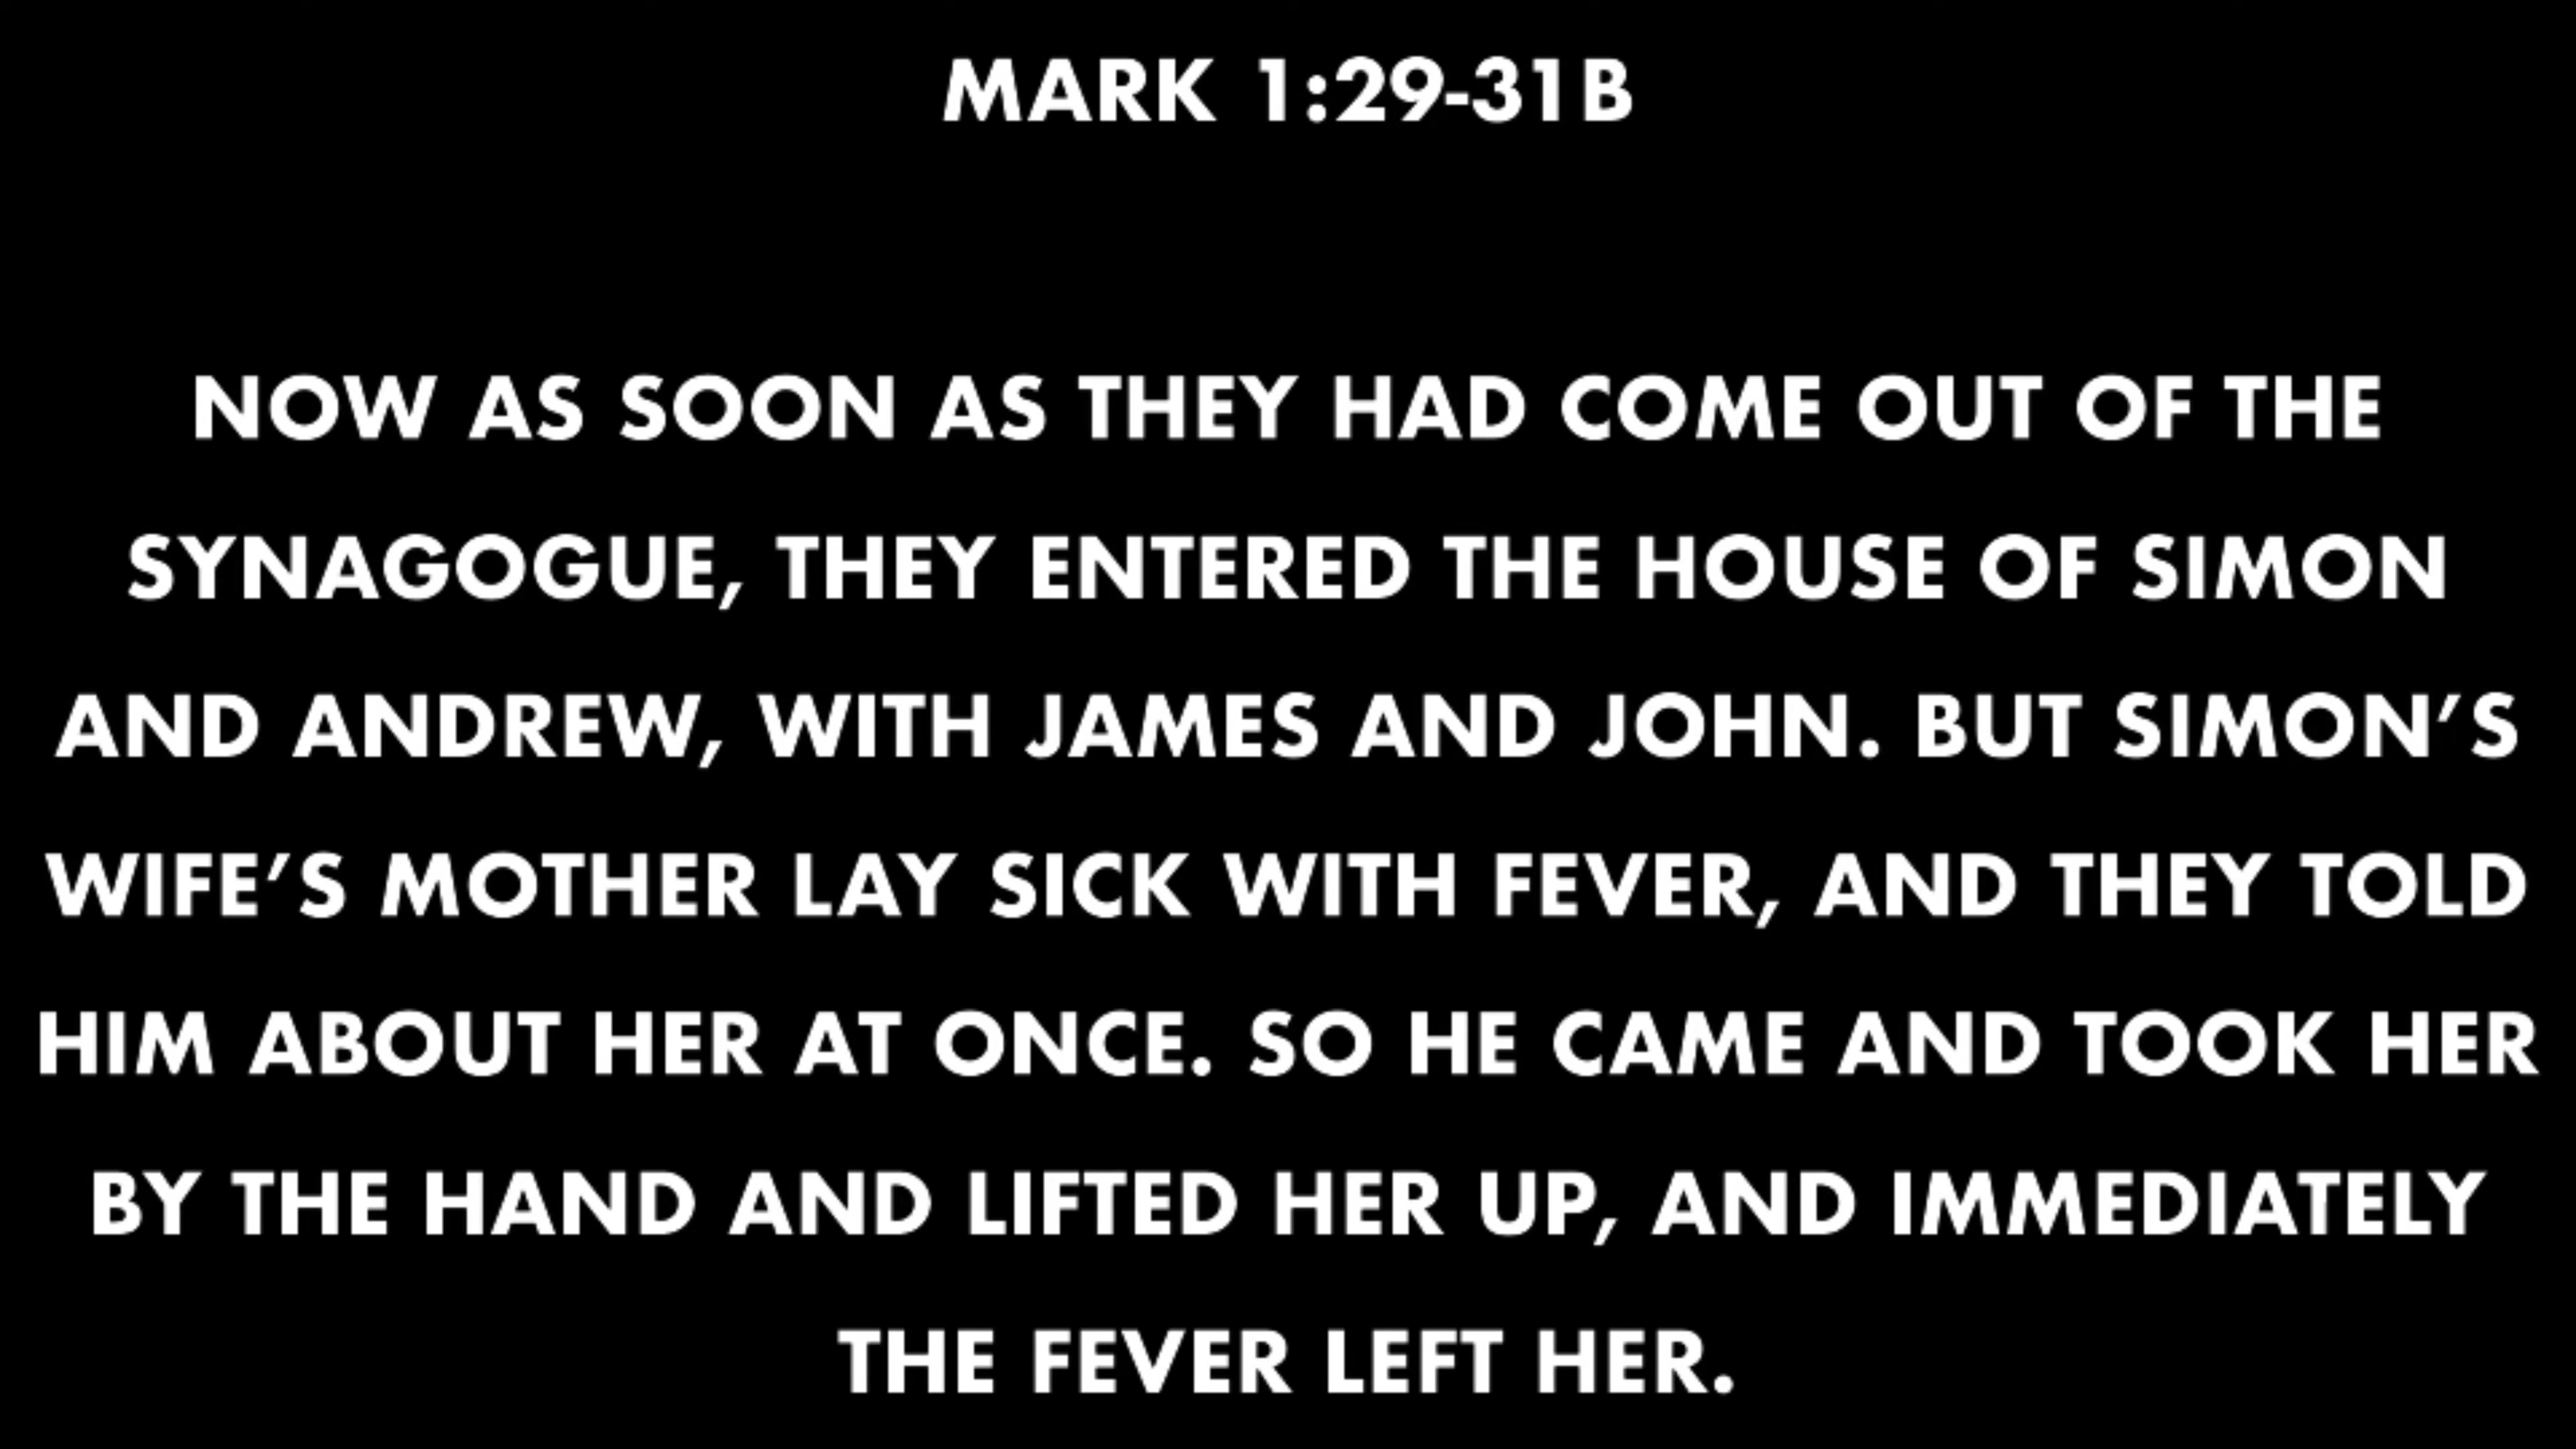 MARK 1:29-31B
NOW AS SOON AS THEY HAD COME OUT OF THE
SYNAGOGUE, THEY ENTERED THE HOUSE OF SIMON
AND ANDREW, WITH JAMES AND JOHN. BUT SIMON’S
WIFE’S MOTHER LAY SICK WITH FEVER, AND THEY TOLD
HIM ABOUT HER AT ONCE. SO HE CAME AND TOOK HER
BY THE HAND AND LIFTED HER UP, AND IMMEDIATELY
THE FEVER LEFT HER.